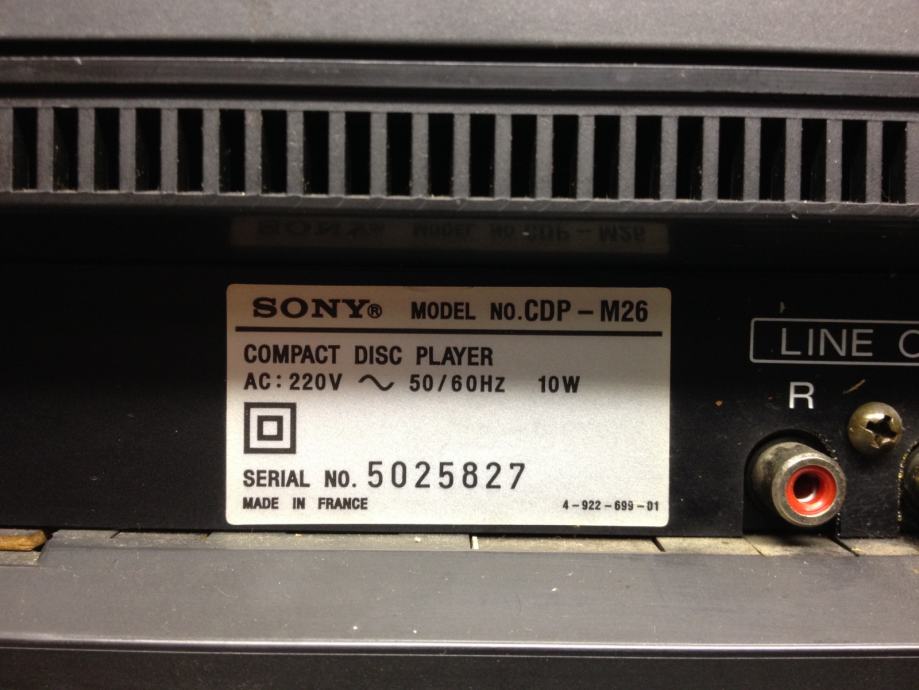 SONY® MODEL NO. CDP-M26
COMPACT DISC PLAYER
AC: 220V ～ 50/60HZ 10W
SERIAL NO. 5025827
MADE IN FRANCE 4-922-699-01
LINE
R